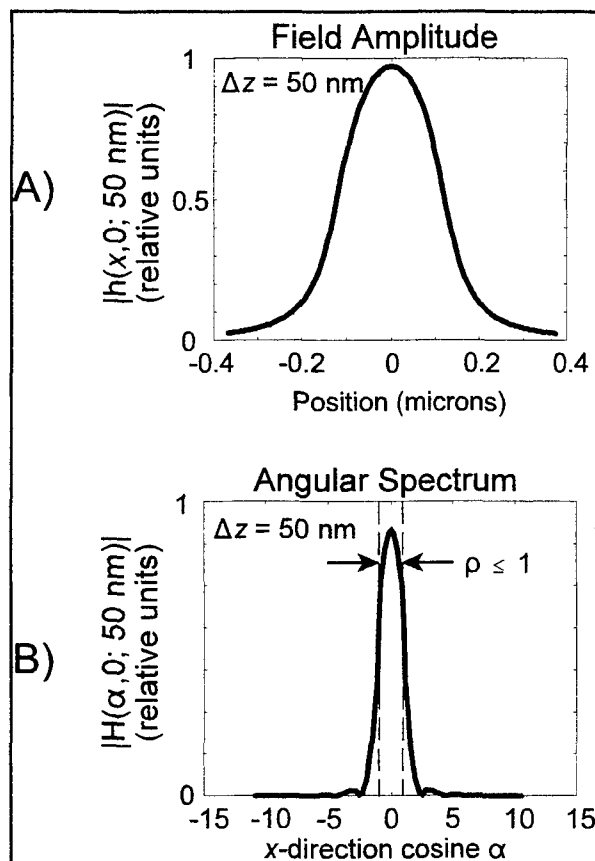 Field Amplitude
A)
|h(x,0; 50 nm)|
(relative units)
1
0.5
0
Δz = 50 nm
-0.4 -0.2 0 0.2 0.4
Position (microns)
Angular Spectrum
B)
|H(α,0; 50 nm)|
(relative units)
1
0
Δz = 50 nm
ρ ≤ 1
-15 -10 -5 0 5 10 15
x-direction cosine α